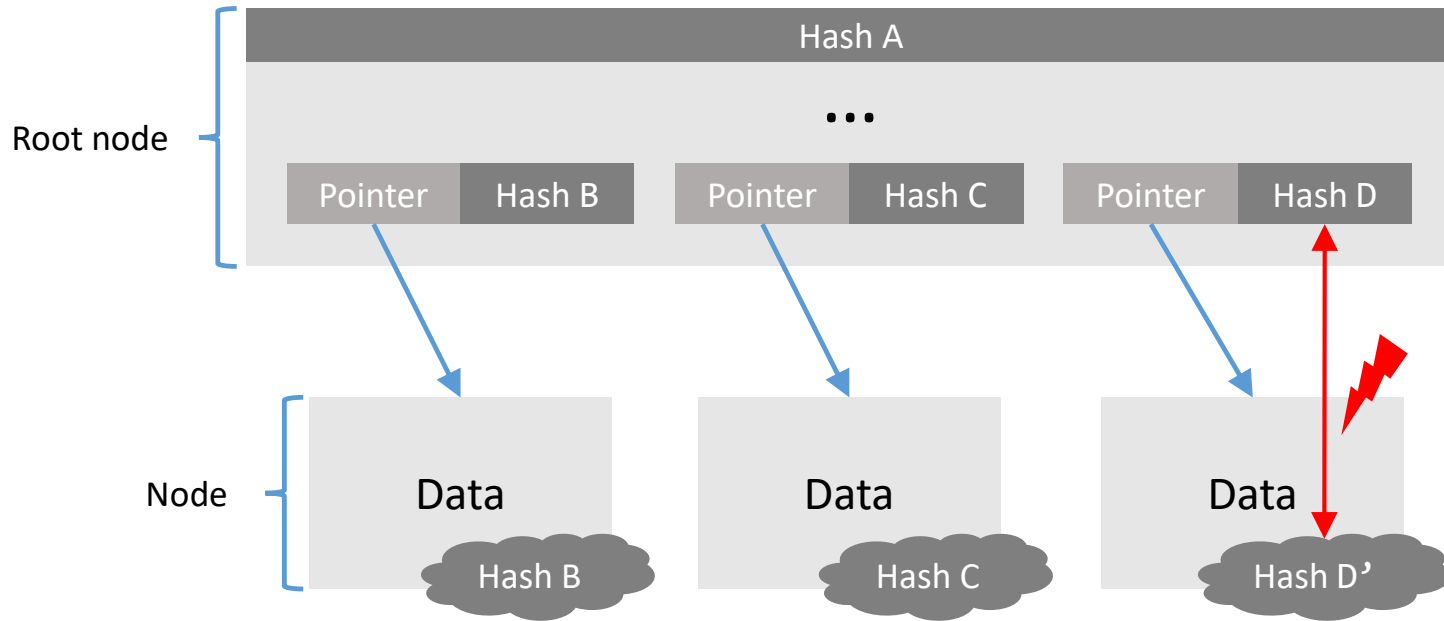 Hash A
...
Root node
Pointer Hash B Pointer Hash C Pointer Hash D
Node
Data Data Data
Hash B Hash C Hash D’